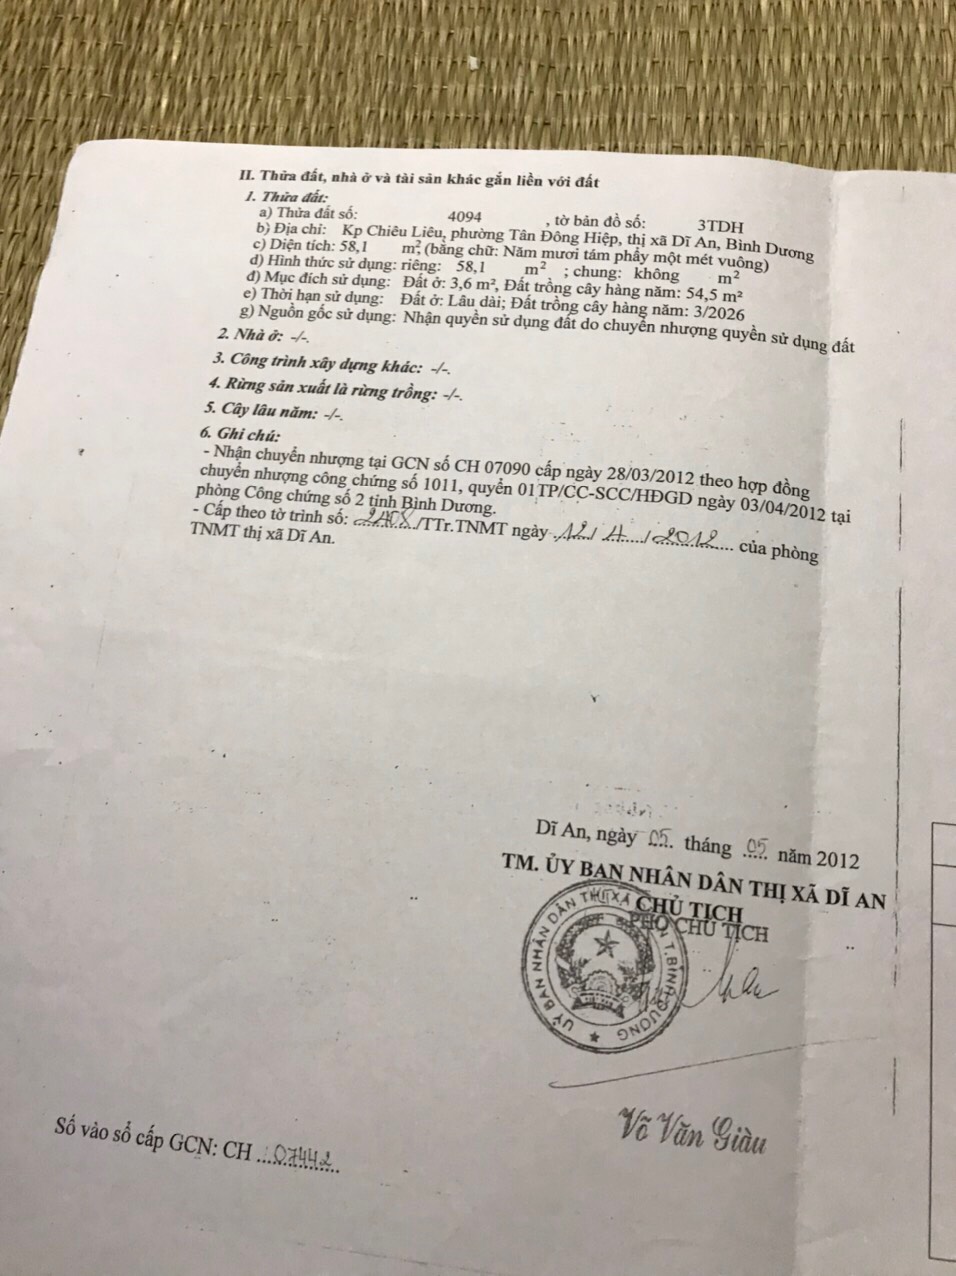 II. Thửa đất, nhà ở và tài sản khác gắn liền với đất
1. Thửa đất:
a) Thửa đất số: 4094 , tờ bản đồ số: 3TDH
b) Địa chỉ: Kp Chiêu Liêu, phường Tân Đông Hiệp, thị xã Dĩ An, Bình Dương
c) Diện tích: 58,1 m², (bằng chữ: Năm mươi tám phẩy một mét vuông)
d) Hình thức sử dụng: riêng: 58,1 m² ; chung: không m²
đ) Mục đích sử dụng: Đất ở: 3,6 m², Đất trồng cây hàng năm: 54,5 m²
e) Thời hạn sử dụng: Đất ở: Lâu dài; Đất trồng cây hàng năm: 3/2026
g) Nguồn gốc sử dụng: Nhận quyền sử dụng đất do chuyển nhượng quyền sử dụng đất
2. Nhà ở: -/-.
3. Công trình xây dựng khác: -/-.
4. Rừng sản xuất là rừng trồng: -/-.
5. Cây lâu năm: -/-.
6. Ghi chú:
- Nhận chuyển nhượng tại GCN số CH 07090 cấp ngày 28/03/2012 theo hợp đồng
chuyển nhượng công chứng số 1011, quyển 01TP/CC-SCC/HĐGD ngày 03/04/2012 tại
phòng Công chứng số 2 tỉnh Bình Dương.
- Cấp theo tờ trình số: /TTr.TNMT ngày 12/ 4 /2012 của phòng
TNMT thị xã Dĩ An.
Dĩ An, ngày 05 tháng 05 năm 2012
TM. ỦY BAN NHÂN DÂN THỊ XÃ DĨ AN
CHỦ TỊCH
PHÓ CHỦ TỊCH
ỦY BAN NHÂN DÂN THỊ XÃ T. BÌNH DƯƠNG
Võ Văn Giàu
Số vào sổ cấp GCN: CH 07442